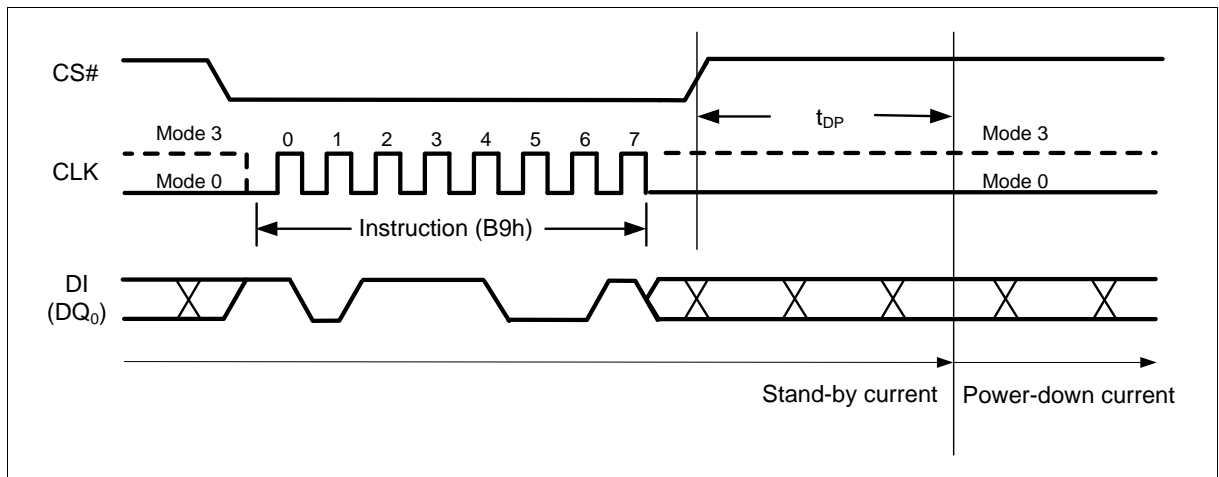 CS#
t_DP
Mode 3
Mode 3
0 1 2 3 4 5 6 7
CLK
Mode 0
Mode 0
Instruction (B9h)
DI
(DQ₀)
Stand-by current
Power-down current